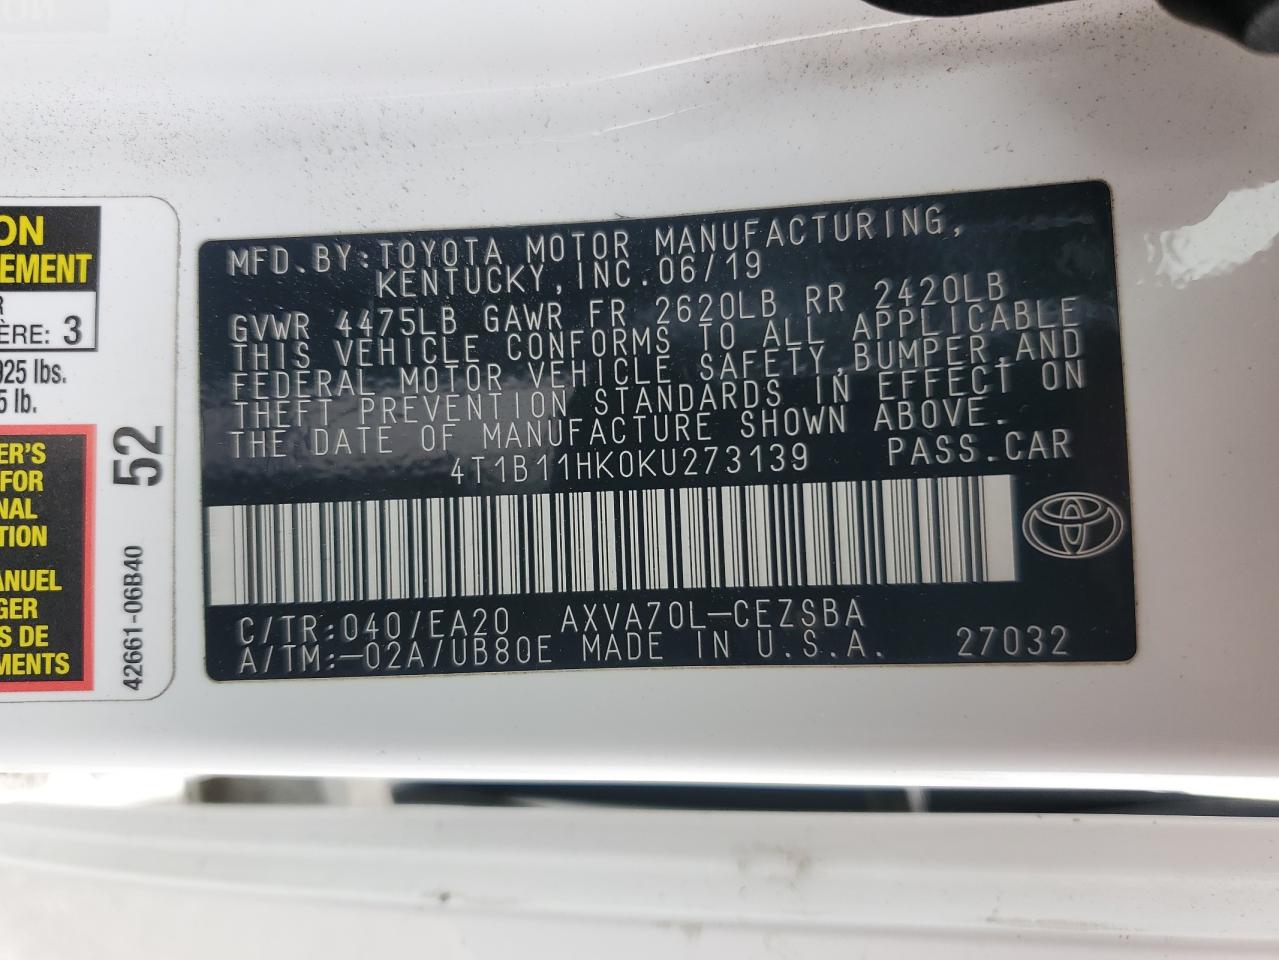 ON
EMENT
R
ÈRE: 3
925 lbs.
5 lb.
ER'S
FOR
NAL
TION
ANUEL
GER
S DE
MENTS
52
42661-06B40
MFD.BY:TOYOTA MOTOR MANUFACTURING,
KENTUCKY,INC.06/19
GVWR 4475LB GAWR FR 2620LB RR 2420LB
THIS VEHICLE CONFORMS TO ALL APPLICABLE
FEDERAL MOTOR VEHICLE SAFETY,BUMPER,AND
THEFT PREVENTION STANDARDS IN EFFECT ON
THE DATE OF MANUFACTURE SHOWN ABOVE.
4T1B11HK0KU273139 PASS.CAR
C/TR:040/EA20 AXVA70L-CEZSBA
A/TM:-02A/UB80E MADE IN U.S.A. 27032